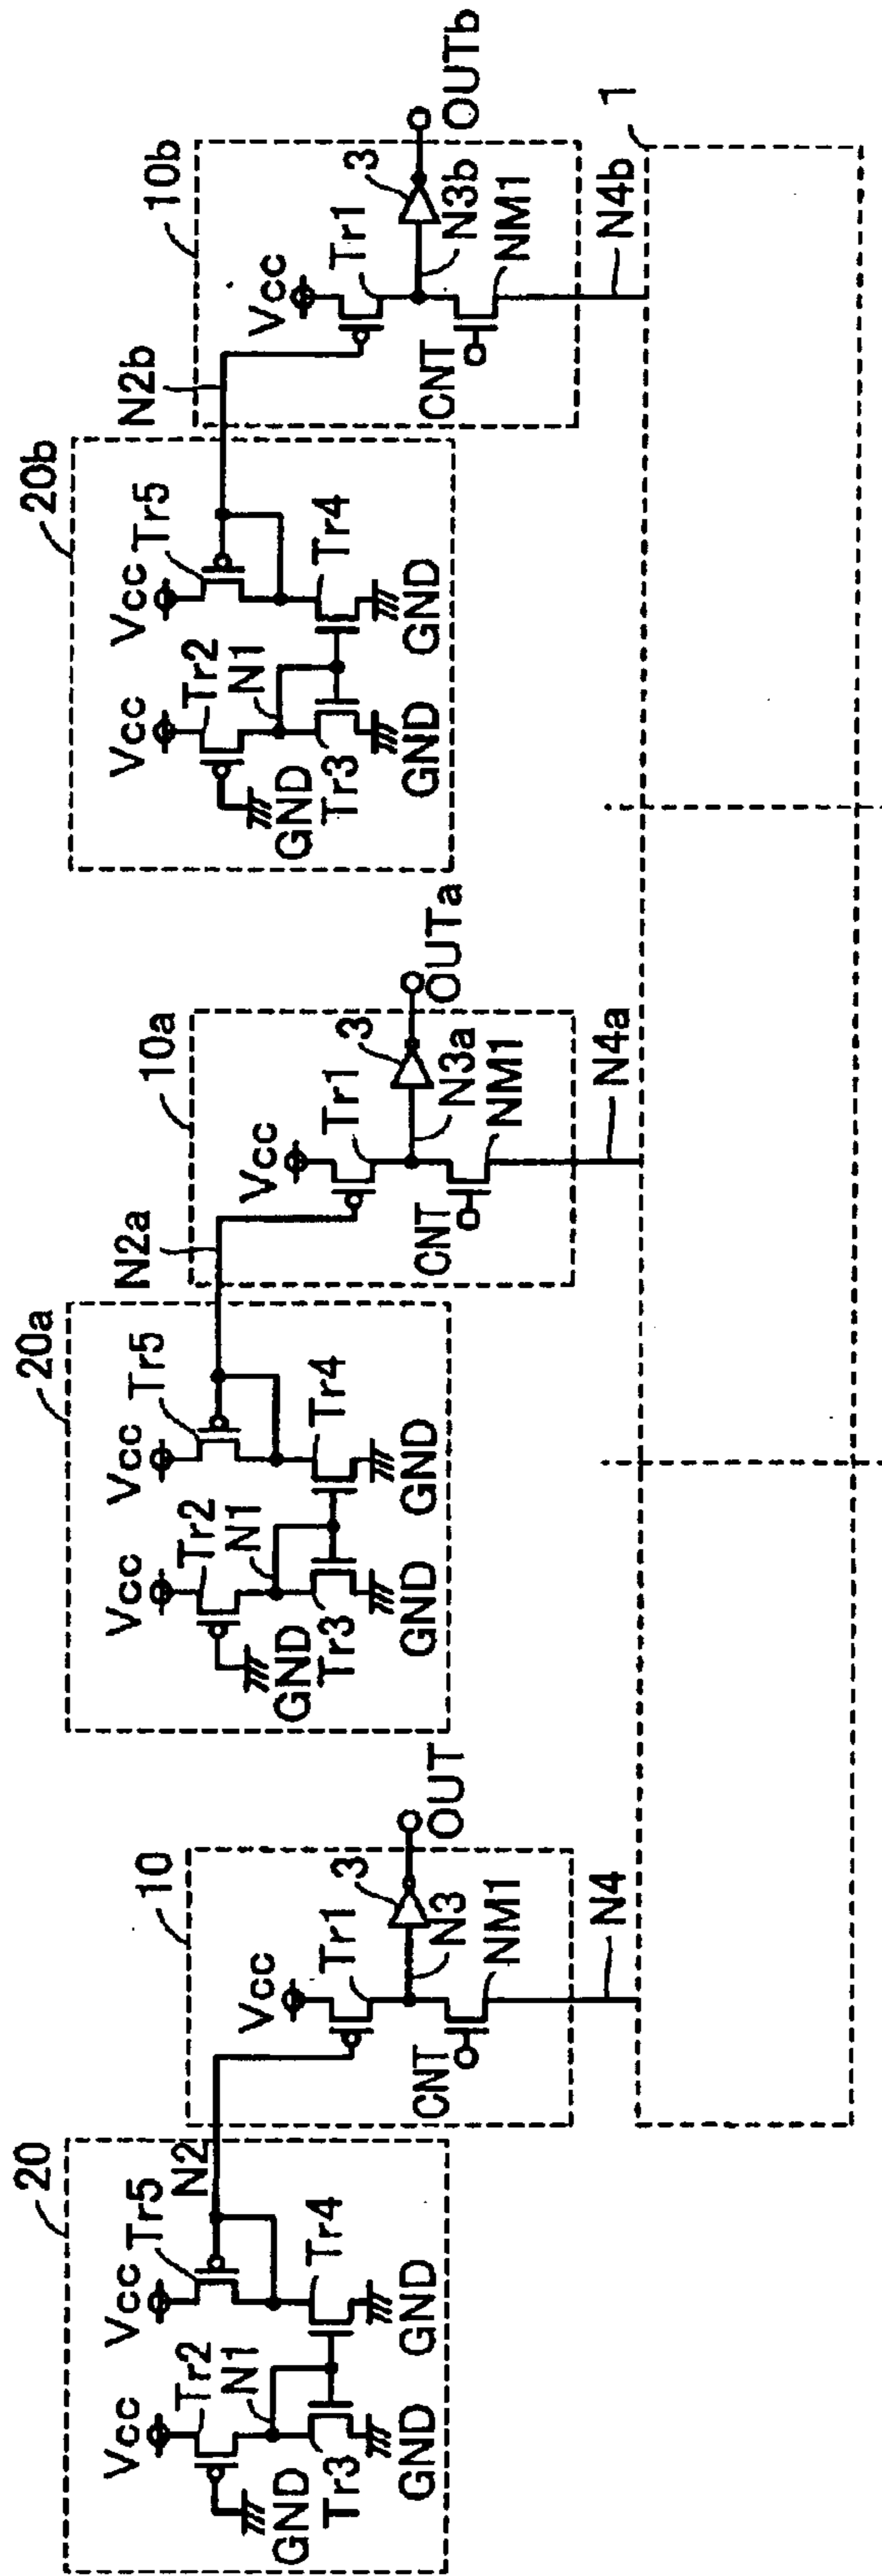 20
Vcc
Vcc
Tr2
Tr5
N1
GND
Tr3
Tr4
GND
GND
N2
10
Vcc
Tr1
3
OUT
N3
CNT
NM1
N4
20a
Vcc
Vcc
Tr2
Tr5
N1
GND
Tr3
Tr4
GND
GND
N2a
10a
Vcc
Tr1
3
OUTa
N3a
CNT
NM1
N4a
20b
Vcc
Vcc
Tr2
Tr5
N1
GND
Tr3
Tr4
GND
GND
N2b
10b
Vcc
Tr1
3
OUTb
N3b
CNT
NM1
N4b
1